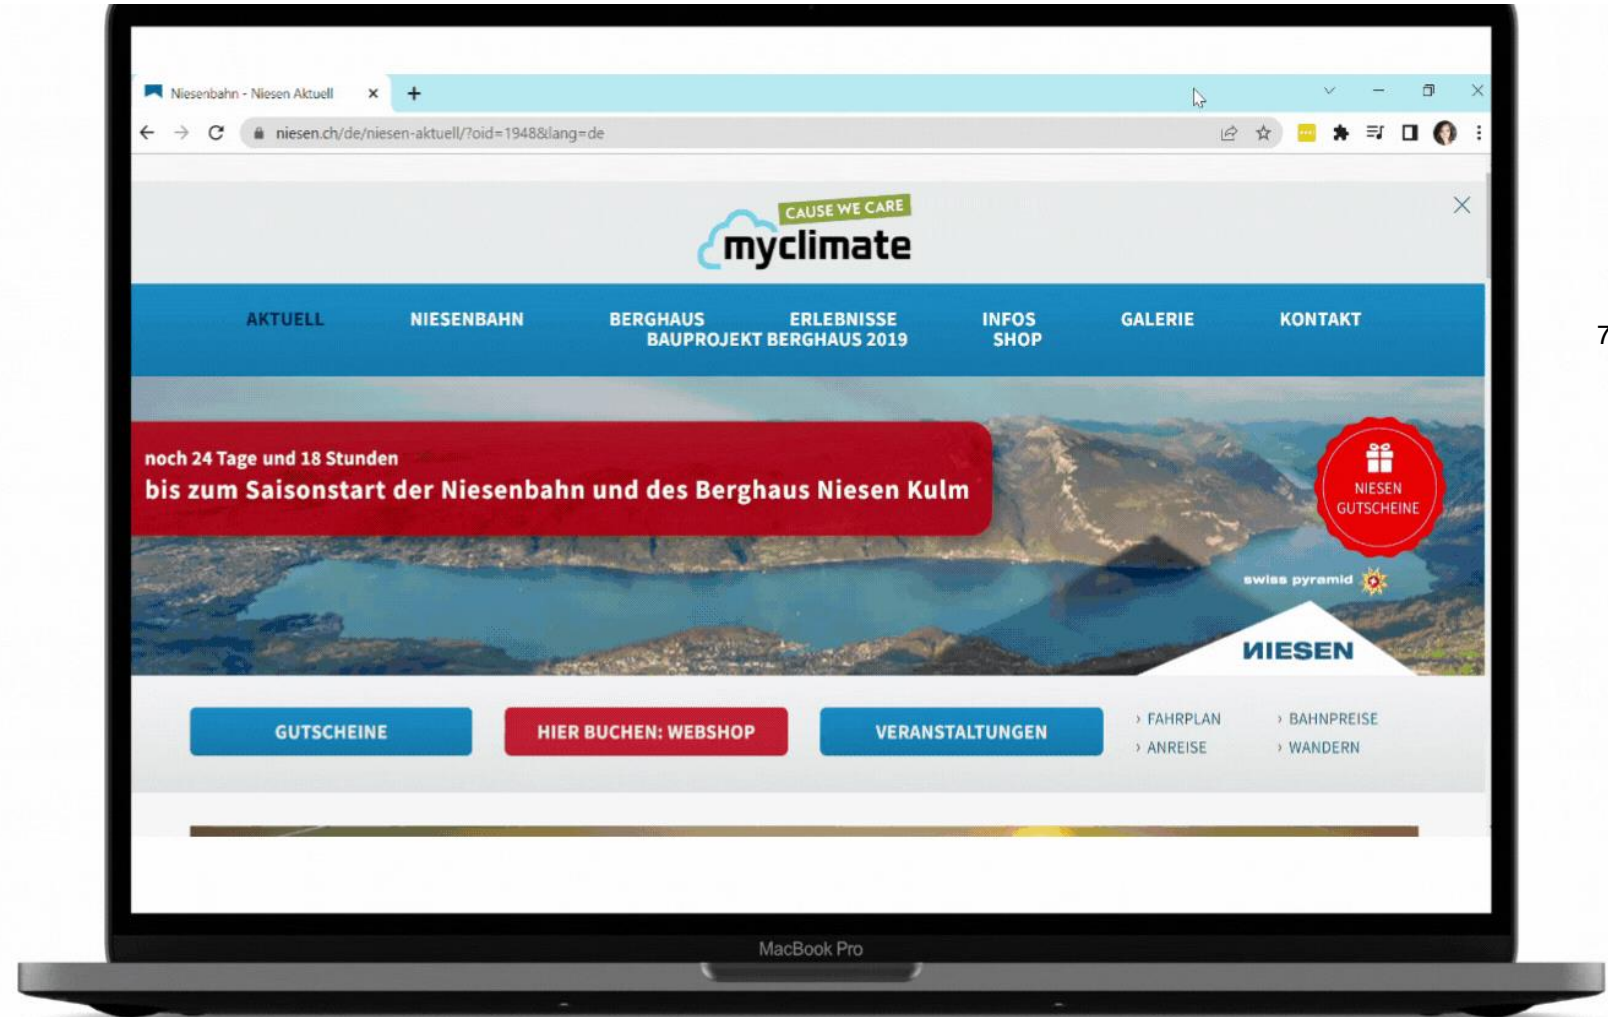 Niesenbahn - Niesen Aktuell
niesen.ch/de/niesen-aktuell/?oid=1948&lang=de
CAUSE WE CARE
myclimate
AKTUELL NIESENBAHN BERGHAUS ERLEBNISSE INFOS GALERIE KONTAKT
BAUPROJEKT BERGHAUS 2019 SHOP
7
noch 24 Tage und 18 Stunden
bis zum Saisonstart der Niesenbahn und des Berghaus Niesen Kulm
NIESEN
GUTSCHEINE
swiss pyramid
NIESEN
GUTSCHEINE HIER BUCHEN: WEBSHOP VERANSTALTUNGEN
› FAHRPLAN › BAHNPREISE
› ANREISE › WANDERN
MacBook Pro